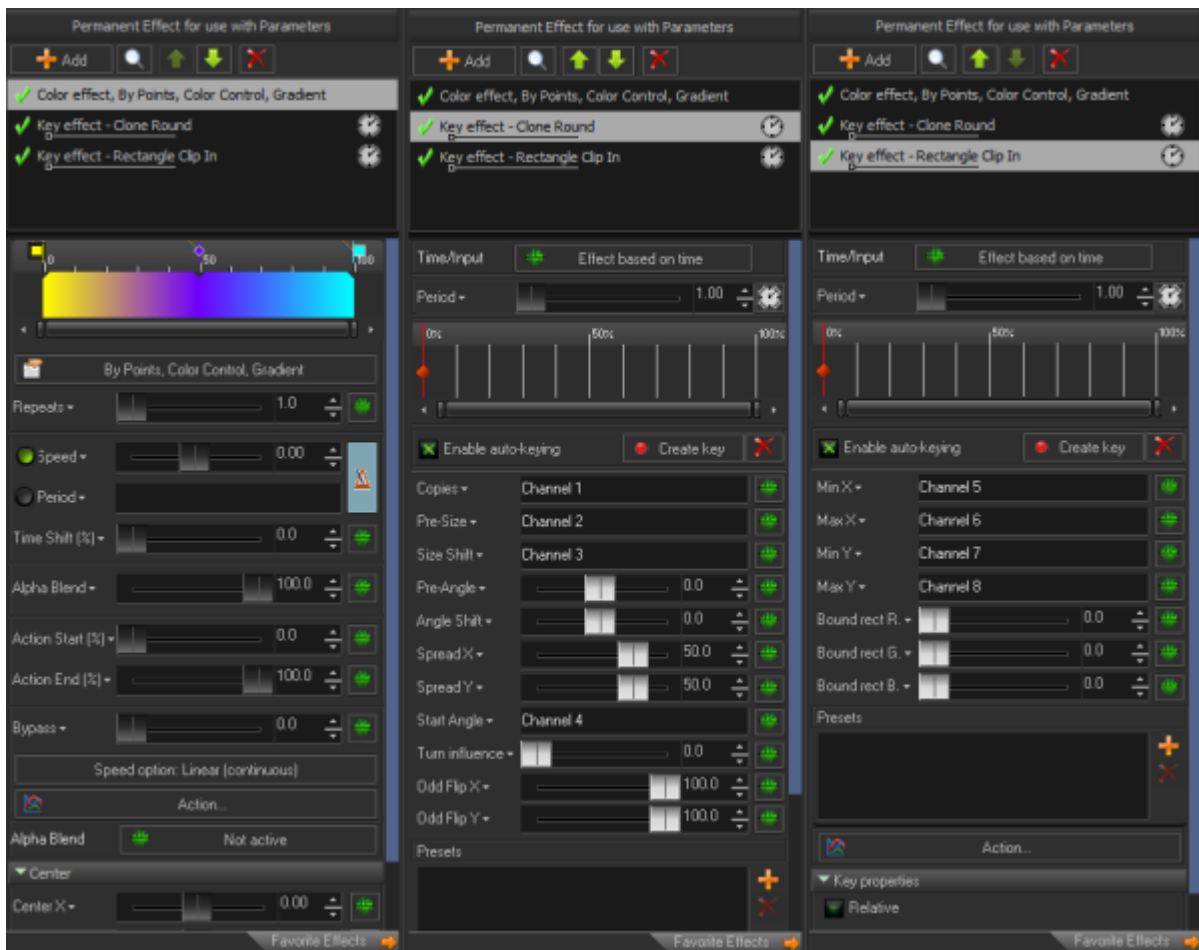 Permanent Effect for use with Parameters
Add
Color effect, By Points, Color Control, Gradient
Key effect - Clone Round
Key effect - Rectangle Clip In
0
50
100
By Points, Color Control, Gradient
Repeats
1.0
Speed
0.00
Period
Time Shift (%)
0.0
Alpha Blend
100.0
Action Start (%)
0.0
Action End (%)
100.0
Bypass
0.0
Speed option: Linear (continuous)
Action...
Alpha Blend
Not active
Center
Center X
0.00
Favorite Effects
Permanent Effect for use with Parameters
Add
Color effect, By Points, Color Control, Gradient
Key effect - Clone Round
Key effect - Rectangle Clip In
Time/Input
Effect based on time
Period
1.00
0%
50%
100%
Enable auto-keying
Create key
Copies
Channel 1
Pre-Size
Channel 2
Size Shift
Channel 3
Pre-Angle
0.0
Angle Shift
0.0
Spread X
50.0
Spread Y
50.0
Start Angle
Channel 4
Turn influence
0.0
Odd Flip X
100.0
Odd Flip Y
100.0
Presets
Favorite Effects
Permanent Effect for use with Parameters
Add
Color effect, By Points, Color Control, Gradient
Key effect - Clone Round
Key effect - Rectangle Clip In
Time/Input
Effect based on time
Period
1.00
0%
50%
100%
Enable auto-keying
Create key
Min X
Channel 5
Max X
Channel 6
Min Y
Channel 7
Max Y
Channel 8
Bound rect R.
0.0
Bound rect G.
0.0
Bound rect B.
0.0
Presets
Action...
Key properties
Relative
Favorite Effects